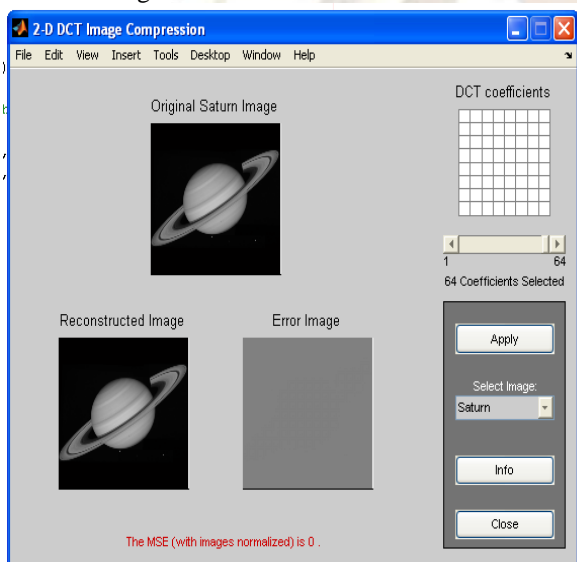 2-D DCT Image Compression
File Edit View Insert Tools Desktop Window Help
Original Saturn Image
DCT coefficients
1 64
64 Coefficients Selected
Reconstructed Image
Error Image
Apply
Select Image:
Saturn
Info
Close
The MSE (with images normalized) is 0 .